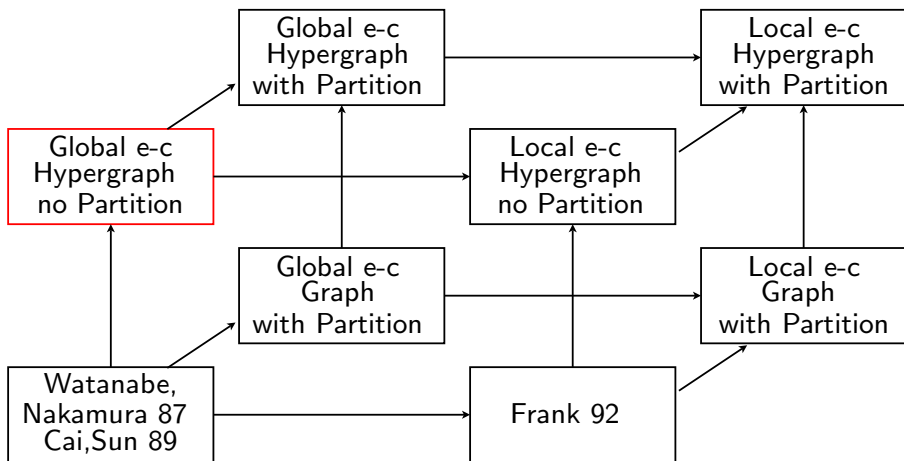 Global e-c
Hypergraph
with Partition
Local e-c
Hypergraph
with Partition
Global e-c
Hypergraph
no Partition
Local e-c
Hypergraph
no Partition
Global e-c
Graph
with Partition
Local e-c
Graph
with Partition
Watanabe,
Nakamura 87
Cai,Sun 89
Frank 92